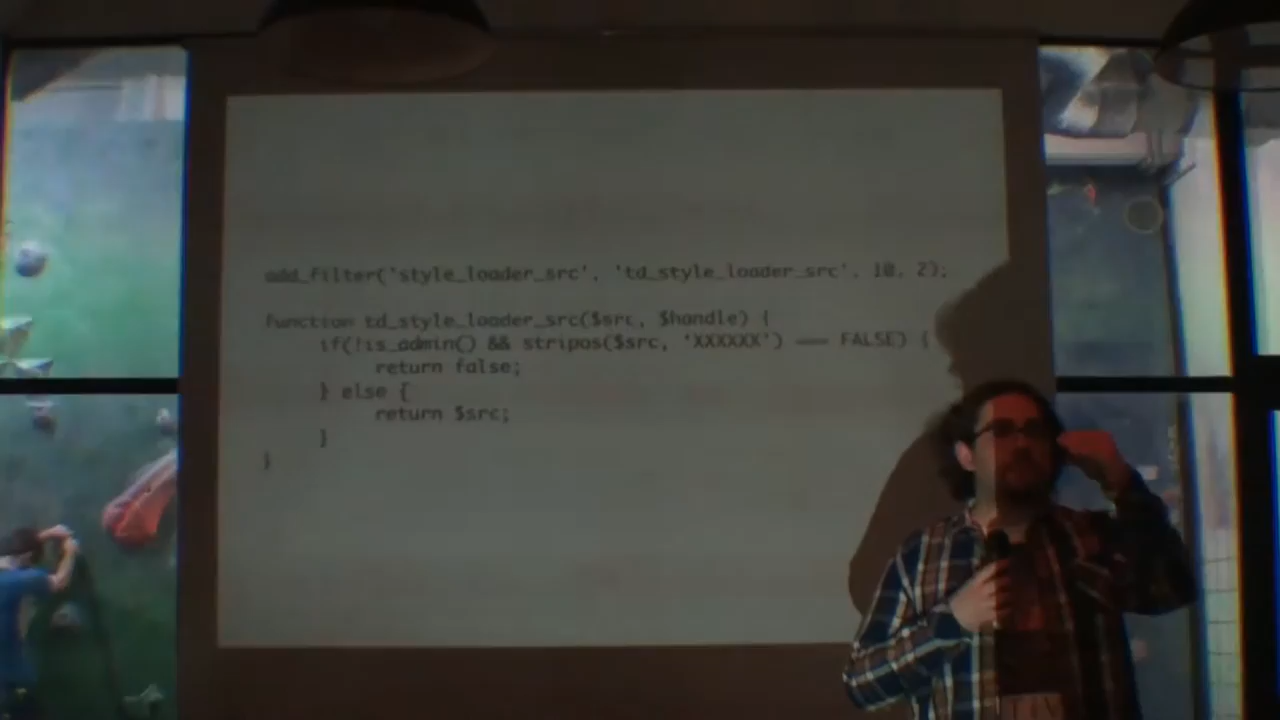 add_filter('style_loader_src', 'td_style_loader_src', 10, 2);
function td_style_loader_src($src, $handle) {
if(!is_admin() && stripos($src, 'XXXXXX') === FALSE) {
return false;
} else {
return $src;
}
}